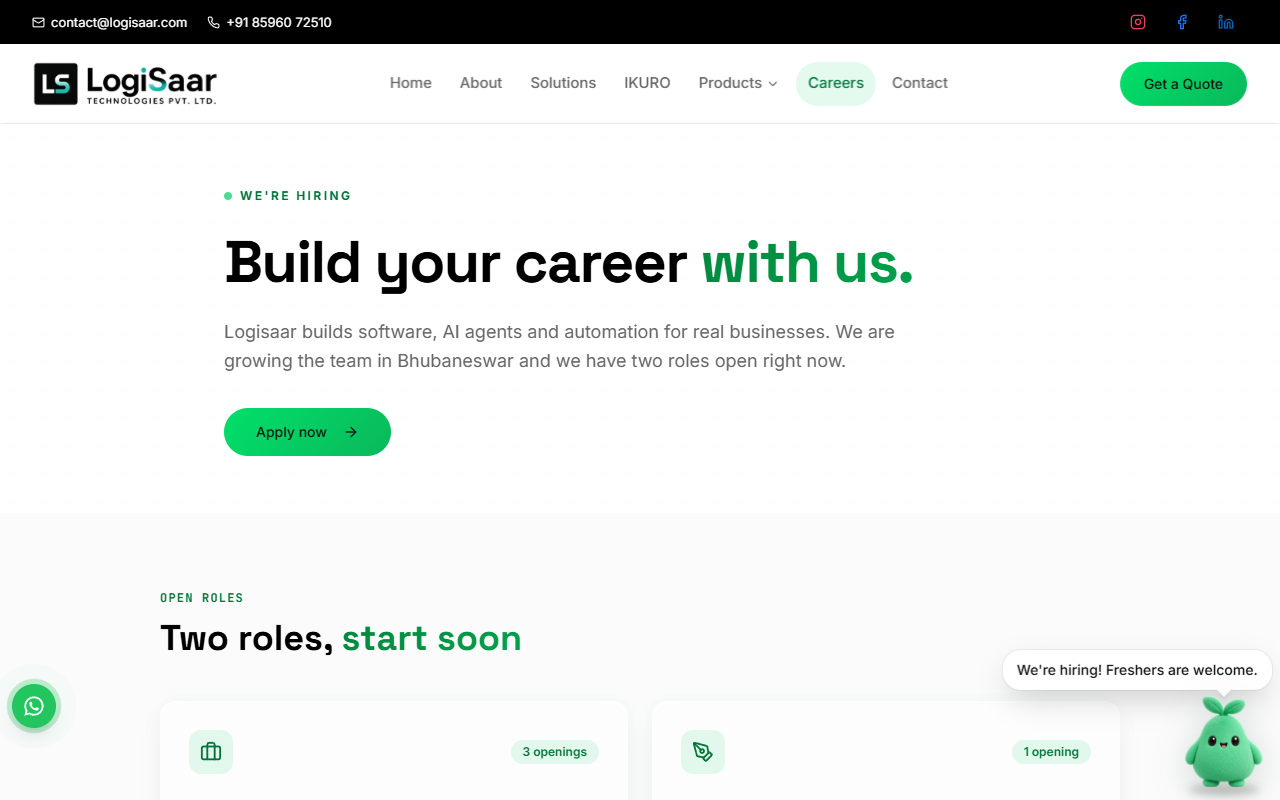 contact@logisaar.com
+91 85960 72510
LS LogiSaar
TECHNOLOGIES PVT. LTD.
Home
About
Solutions
IKURO
Products
Careers
Contact
Get a Quote
WE'RE HIRING
Build your career with us.
Logisaar builds software, AI agents and automation for real businesses. We are
growing the team in Bhubaneswar and we have two roles open right now.
Apply now
OPEN ROLES
Two roles, start soon
We're hiring! Freshers are welcome.
3 openings
1 opening